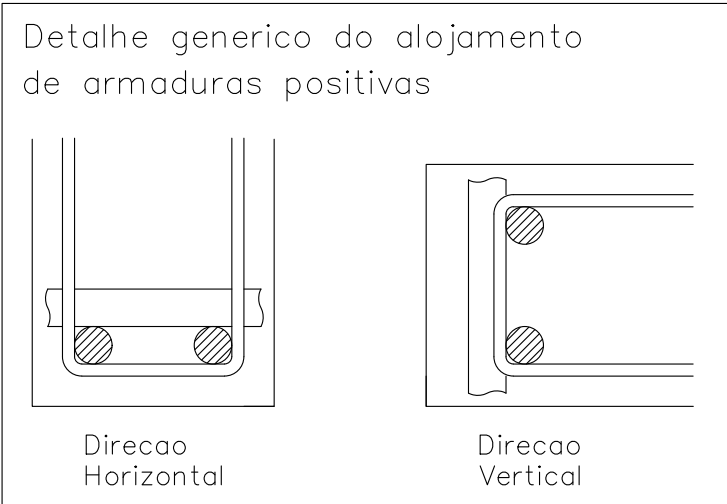 Detalhe generico do alojamento
de armaduras positivas
Direcao
Horizontal
Direcao
Vertical